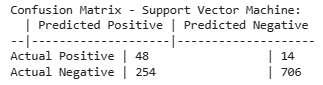 Confusion Matrix - Support Vector Machine:
| Predicted Positive | Predicted Negative
--|--------------------|--------------------
Actual Positive | 48 | 14
Actual Negative | 254 | 706